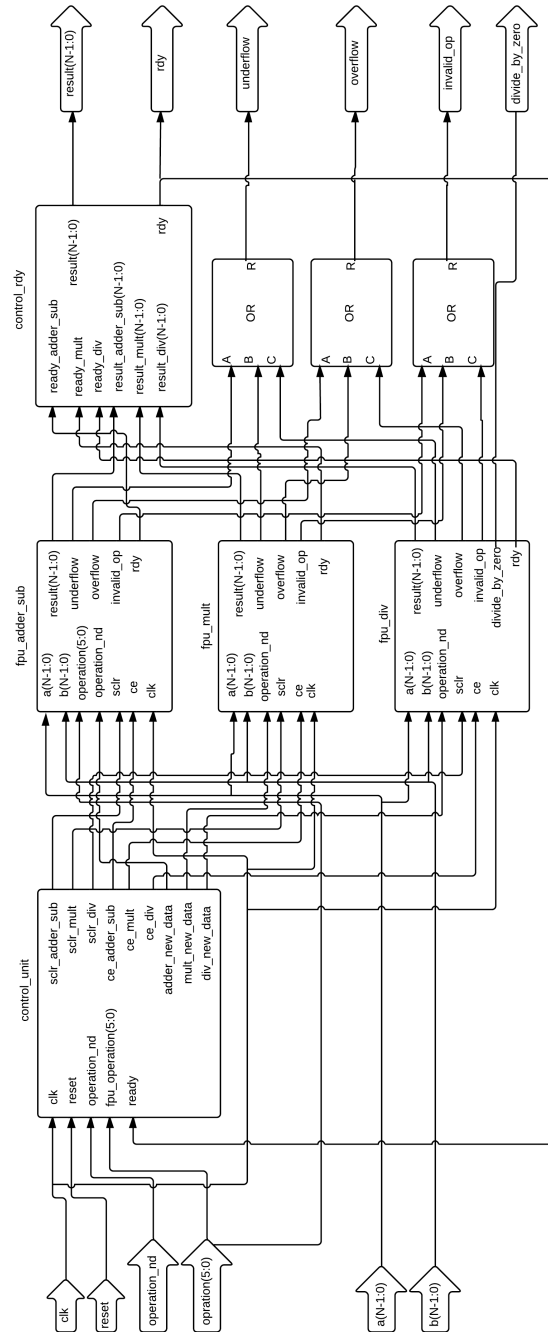 clk
reset
operation_nd
opration(5:0)
a(N-1:0)
b(N-1:0)
control_unit
clk
reset
operation_nd
fpu_operation(5:0)
ready
sclr_adder_sub
sclr_mult
sclr_div
ce_adder_sub
ce_mult
ce_div
adder_new_data
mult_new_data
div_new_data
fpu_adder_sub
a(N-1:0)
b(N-1:0)
operation(5:0)
operation_nd
sclr
ce
clk
result(N-1:0)
underflow
overflow
invalid_op
rdy
fpu_mult
a(N-1:0)
b(N-1:0)
operation_nd
sclr
ce
clk
result(N-1:0)
underflow
overflow
invalid_op
rdy
fpu_div
a(N-1:0)
b(N-1:0)
operation_nd
sclr
ce
clk
result(N-1:0)
underflow
overflow
invalid_op
divide_by_zero
rdy
control_rdy
ready_adder_sub
ready_mult
ready_div
result_adder_sub(N-1:0)
result_mult(N-1:0)
result_div(N-1:0)
result(N-1:0)
rdy
A
B
C
OR
R
A
B
C
OR
R
A
B
C
OR
R
result(N-1:0)
rdy
underflow
overflow
invalid_op
divide_by_zero